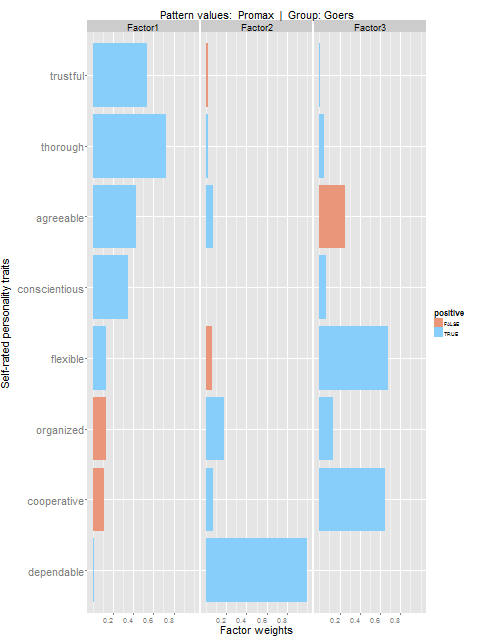 Pattern values: Promax | Group: Goers
Factor1 Factor2 Factor3
trustful
thorough
agreeable
conscientious
flexible
organized
cooperative
dependable
Self-rated personality traits
0.2 0.4 0.6 0.8 0.2 0.4 0.6 0.8 0.2 0.4 0.6 0.8
Factor weights
positive
FALSE
TRUE